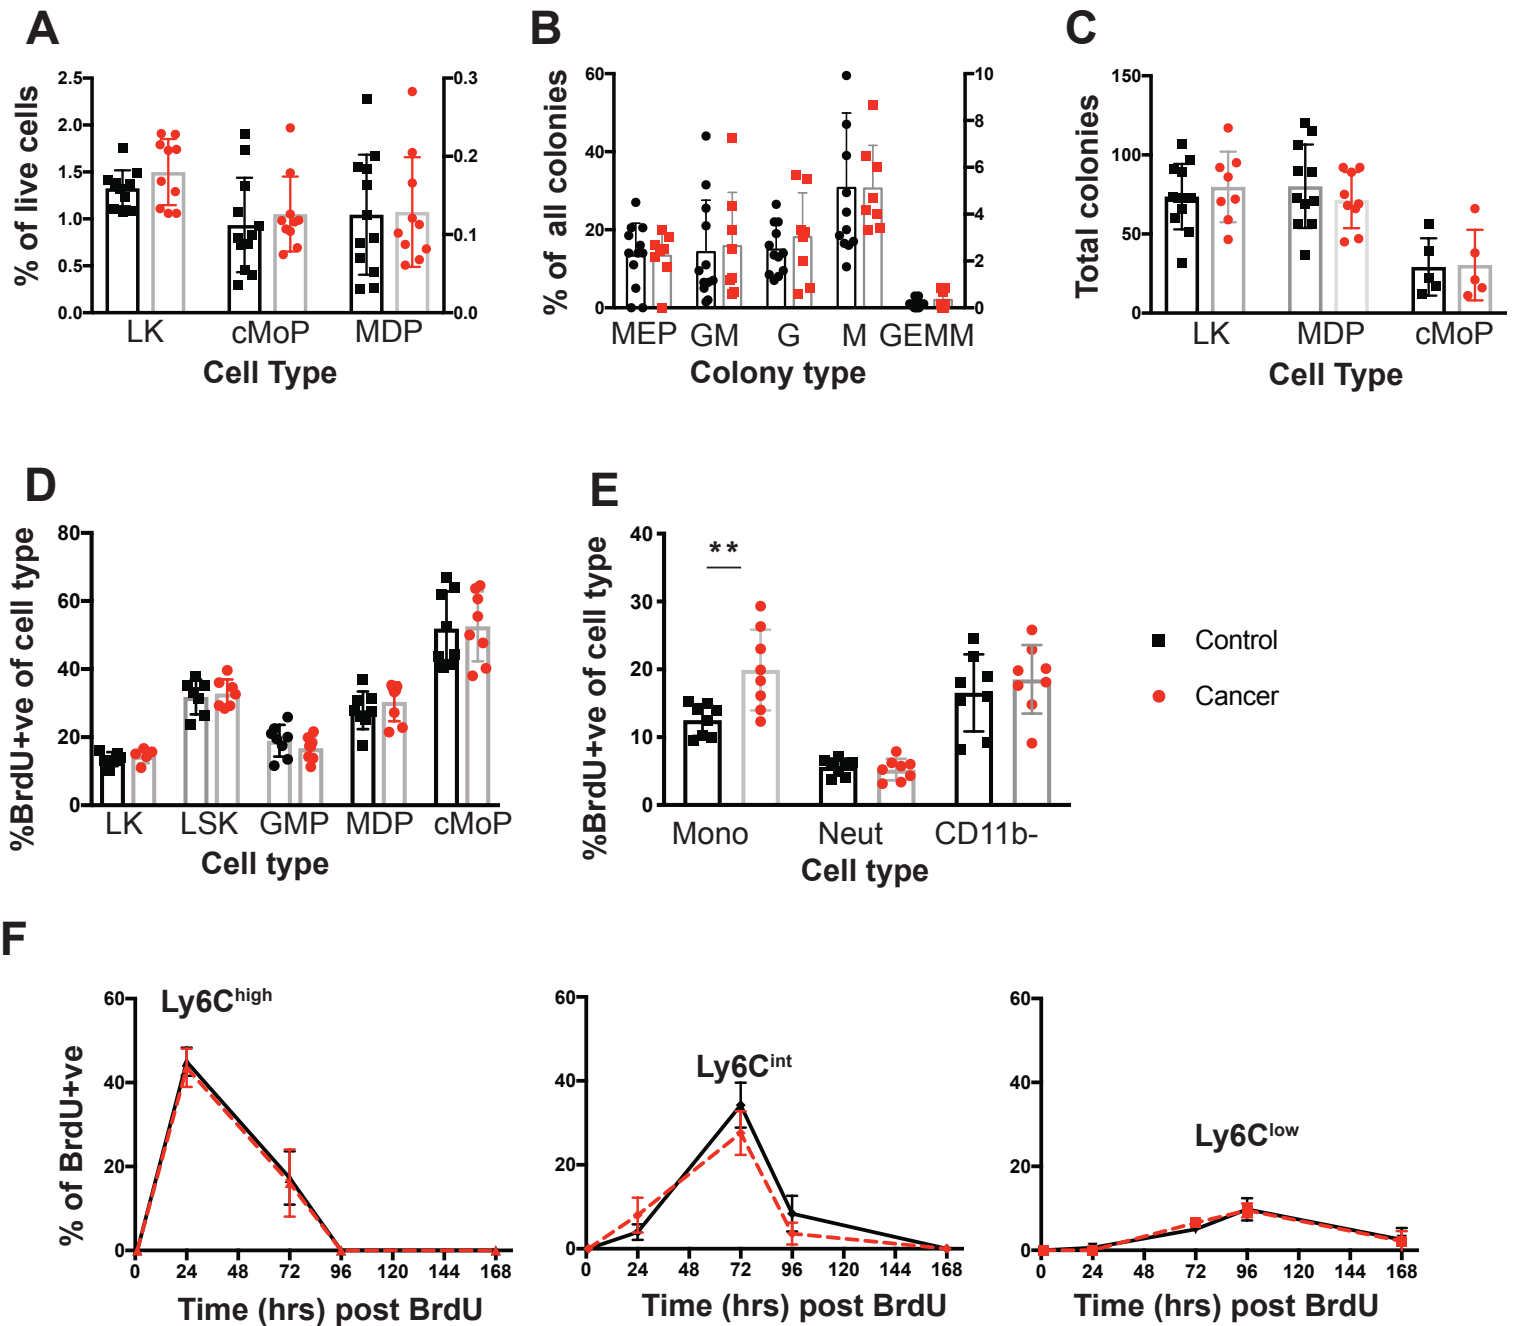 A
B
C
% of live cells
2.5
2.0
1.5
1.0
0.5
0.0
0.3
0.2
0.1
0.0
LK cMoP MDP
Cell Type
% of all colonies
60
40
20
0
10
8
6
4
2
0
MEP GM G M GEMM
Colony type
Total colonies
150
100
50
0
LK MDP cMoP
Cell Type
D
E
%BrdU+ve of cell type
80
60
40
20
0
LK LSK GMP MDP cMoP
Cell type
%BrdU+ve of cell type
40
30
20
10
0
**
Mono Neut CD11b-
Cell type
Control
Cancer
F
% of BrdU+ve
Ly6Chigh
60
40
20
0
0 24 48 72 96 120 144 168
Time (hrs) post BrdU
Ly6Cint
60
40
20
0
0 24 48 72 96 120 144 168
Time (hrs) post BrdU
Ly6Clow
60
40
20
0
0 24 48 72 96 120 144 168
Time (hrs) post BrdU